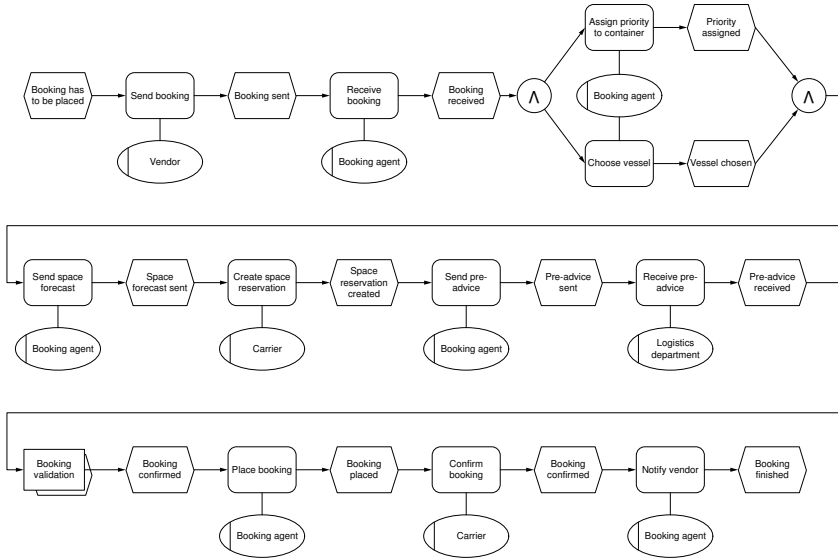 Booking has
to be placed
Send booking
Vendor
Booking sent
Receive
booking
Booking agent
Booking
received
Λ
Assign priority
to container
Priority
assigned
Booking agent
Choose vessel
Vessel chosen
Λ
Send space
forecast
Booking agent
Space
forecast sent
Create space
reservation
Carrier
Space
reservation
created
Send pre-
advice
Booking agent
Pre-advice
sent
Receive pre-
advice
Logistics
department
Pre-advice
received
Booking
validation
Booking
confirmed
Place booking
Booking agent
Booking
placed
Confirm
booking
Carrier
Booking
confirmed
Notify vendor
Booking agent
Booking
finished